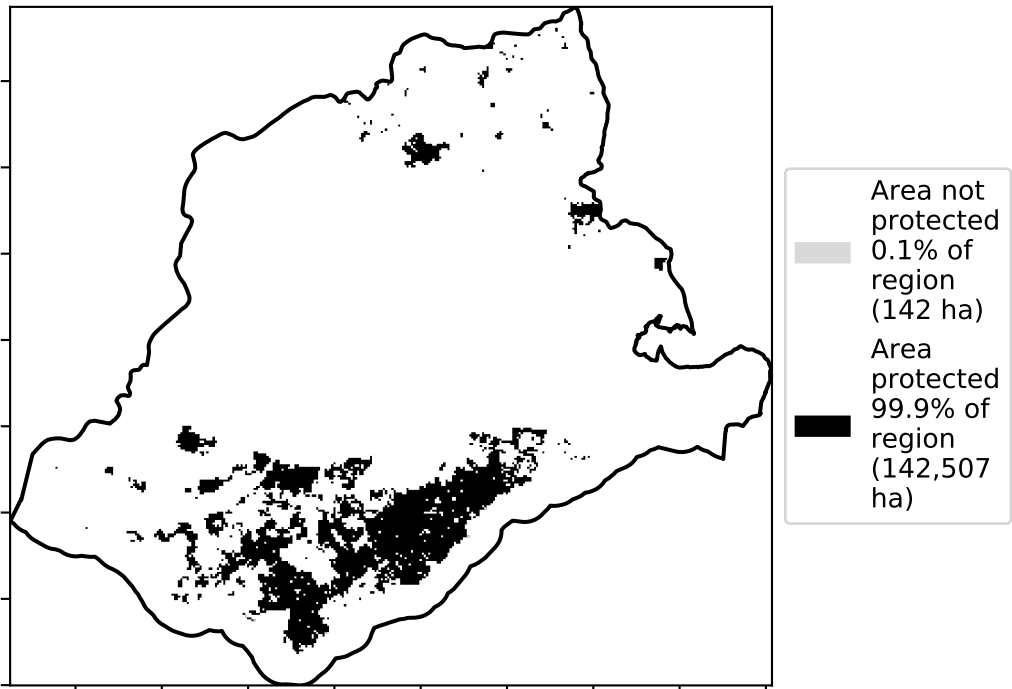 Area not
protected
0.1% of
region
(142 ha)
Area
protected
99.9% of
region
(142,507
ha)